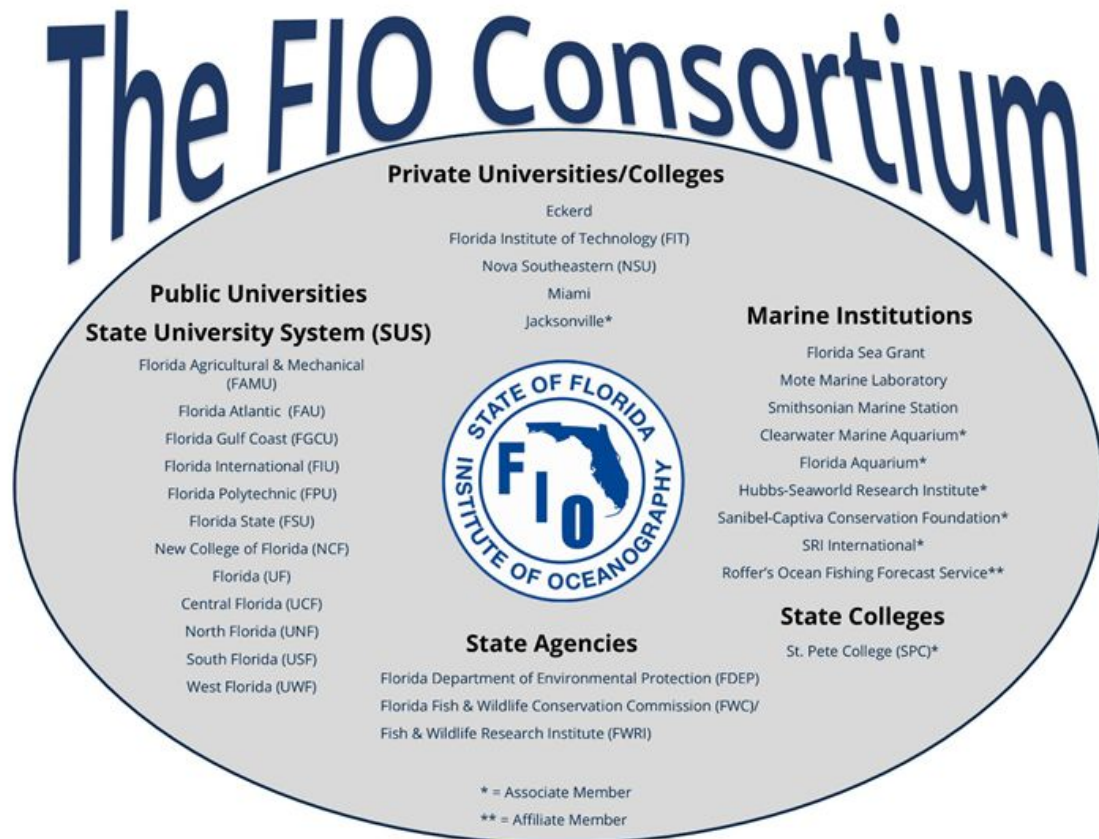 The FIO Consortium
Private Universities/Colleges
Eckerd
Florida Institute of Technology (FIT)
Nova Southeastern (NSU)
Miami
Jacksonville*
Public Universities
State University System (SUS)
Florida Agricultural & Mechanical
(FAMU)
Florida Atlantic (FAU)
Florida Gulf Coast (FGCU)
Florida International (FIU)
Florida Polytechnic (FPU)
Florida State (FSU)
New College of Florida (NCF)
Florida (UF)
Central Florida (UCF)
North Florida (UNF)
South Florida (USF)
West Florida (UWF)
STATE OF FLORIDA
FIO
INSTITUTE OF OCEANOGRAPHY
Marine Institutions
Florida Sea Grant
Mote Marine Laboratory
Smithsonian Marine Station
Clearwater Marine Aquarium*
Florida Aquarium*
Hubbs-Seaworld Research Institute*
Sanibel-Captiva Conservation Foundation*
SRI International*
Roffer's Ocean Fishing Forecast Service**
State Colleges
St. Pete College (SPC)*
State Agencies
Florida Department of Environmental Protection (FDEP)
Florida Fish & Wildlife Conservation Commission (FWC)/
Fish & Wildlife Research Institute (FWRI)
* = Associate Member
** = Affiliate Member